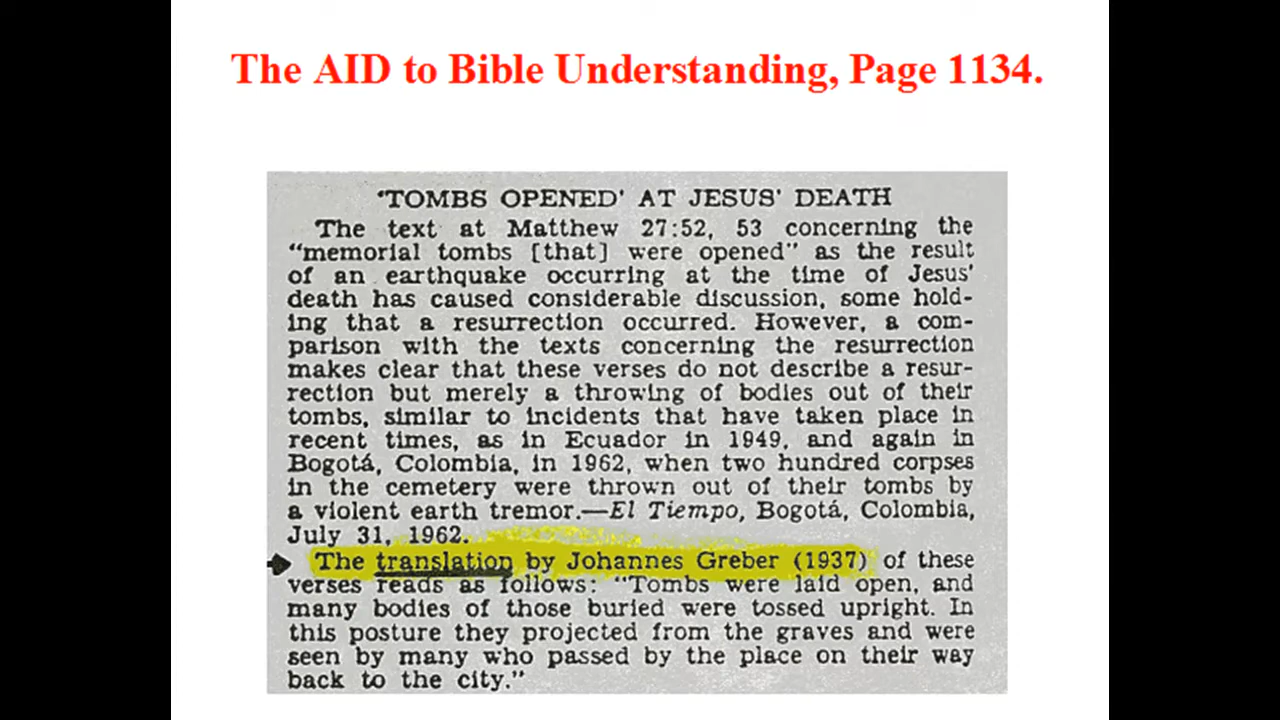 The AID to Bible Understanding, Page 1134.
‘TOMBS OPENED’ AT JESUS’ DEATH
The text at Matthew 27:52, 53 concerning the
“memorial tombs [that] were opened” as the result
of an earthquake occurring at the time of Jesus’
death has caused considerable discussion, some hold-
ing that a resurrection occurred. However, a com-
parison with the texts concerning the resurrection
makes clear that these verses do not describe a resur-
rection but merely a throwing of bodies out of their
tombs, similar to incidents that have taken place in
recent times, as in Ecuador in 1949, and again in
Bogotá, Colombia, in 1962, when two hundred corpses
in the cemetery were thrown out of their tombs by
a violent earth tremor.—El Tiempo, Bogotá, Colombia,
July 31, 1962.
The translation by Johannes Greber (1937) of these
verses reads as follows: “Tombs were laid open, and
many bodies of those buried were tossed upright. In
this posture they projected from the graves and were
seen by many who passed by the place on their way
back to the city.”